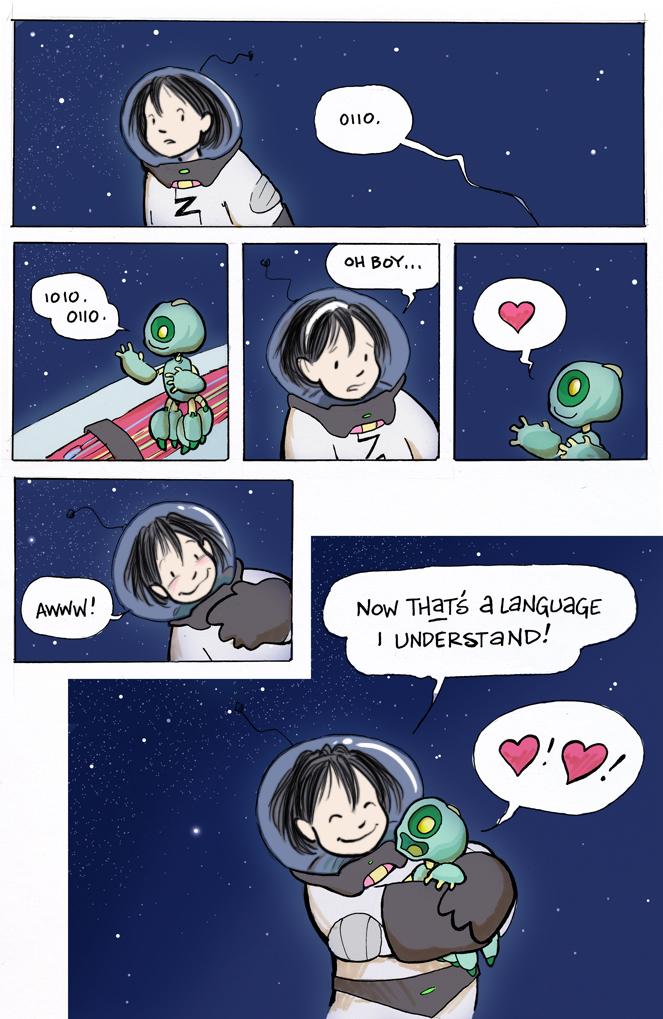 0110.
1010.
0110.
OH BOY...
♥
AWWW!
NOW THAT'S A LANGUAGE
I UNDERSTAND!
♥! ♥!